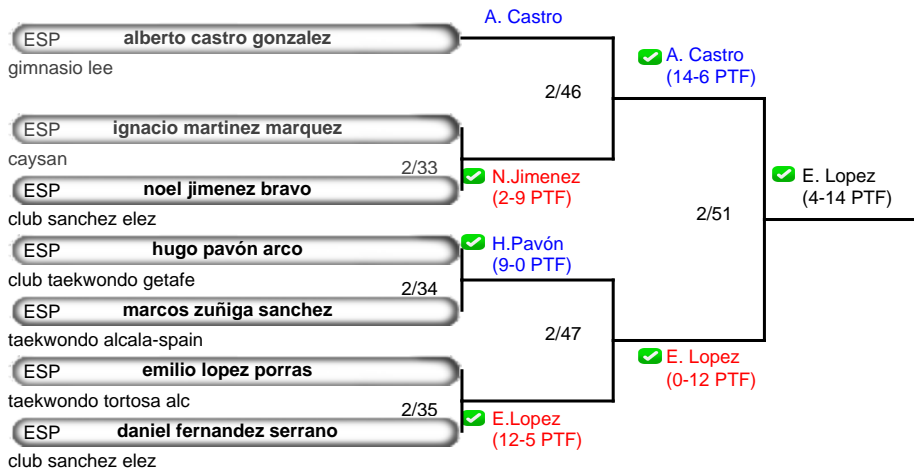 A. Castro
ESP alberto castro gonzalez
gimnasio lee
A. Castro
(14-6 PTF)
2/46
ESP ignacio martinez marquez
caysan
2/33
N.Jimenez
(2-9 PTF)
ESP noel jimenez bravo
club sanchez elez
E. Lopez
(4-14 PTF)
2/51
ESP hugo pavón arco
club taekwondo getafe
H.Pavón
(9-0 PTF)
2/34
ESP marcos zuñiga sanchez
taekwondo alcala-spain
2/47
ESP emilio lopez porras
taekwondo tortosa alc
E. Lopez
(0-12 PTF)
2/35
E.Lopez
(12-5 PTF)
ESP daniel fernandez serrano
club sanchez elez